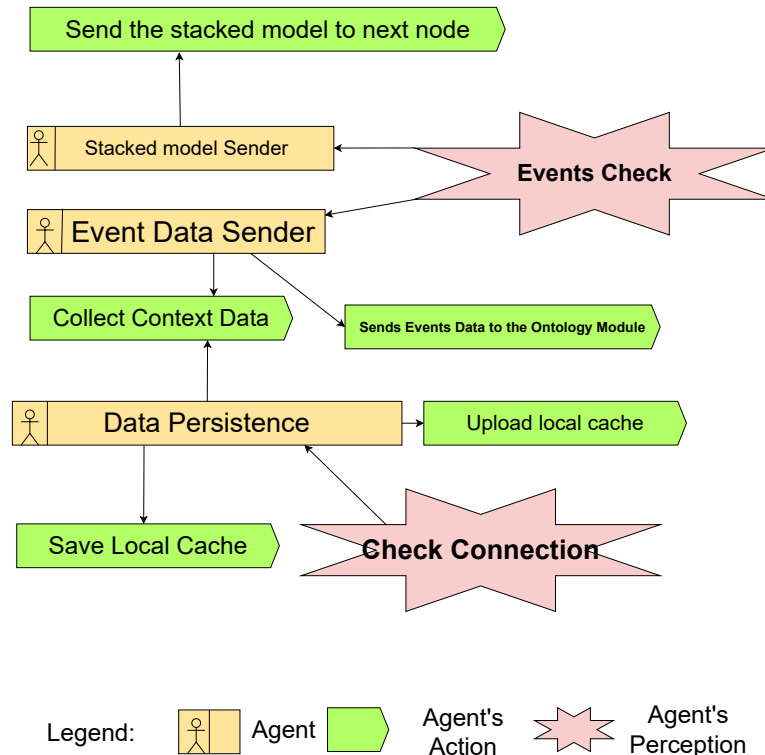 Send the stacked model to next node
Stacked model Sender
Events Check
Event Data Sender
Collect Context Data
Sends Events Data to the Ontology Module
Data Persistence
Upload local cache
Save Local Cache
Check Connection
Legend:
Agent
Agent's
Action
Agent's
Perception